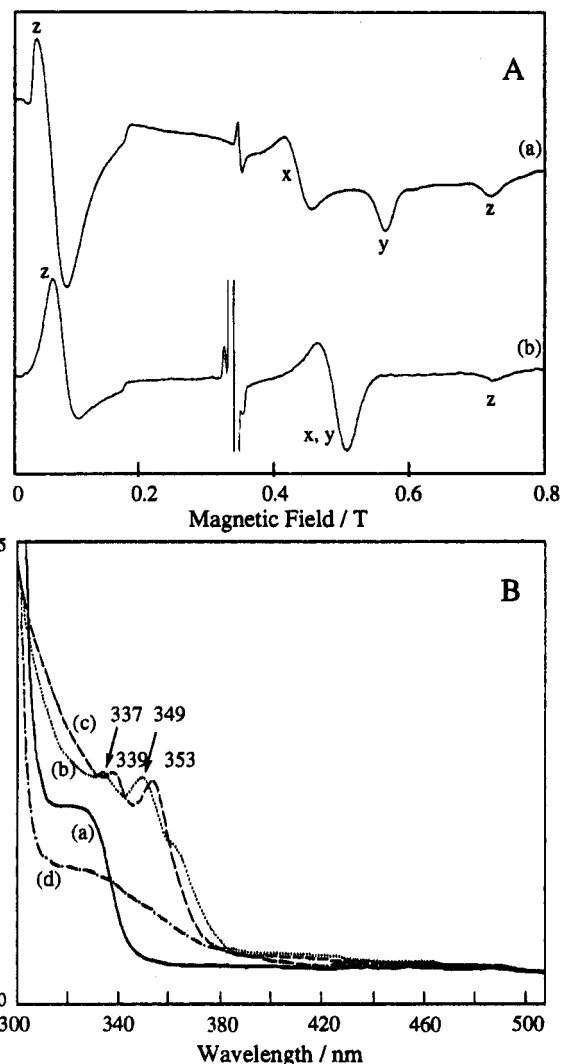 z
A
(a)
x
y
z
z
(b)
x, y
z
0
0.2
0.4
0.6
0.8
Magnetic Field / T
5
B
337
349
(c)
339
353
(b)
(a)
(d)
0
300
340
380
420
460
500
Wavelength / nm